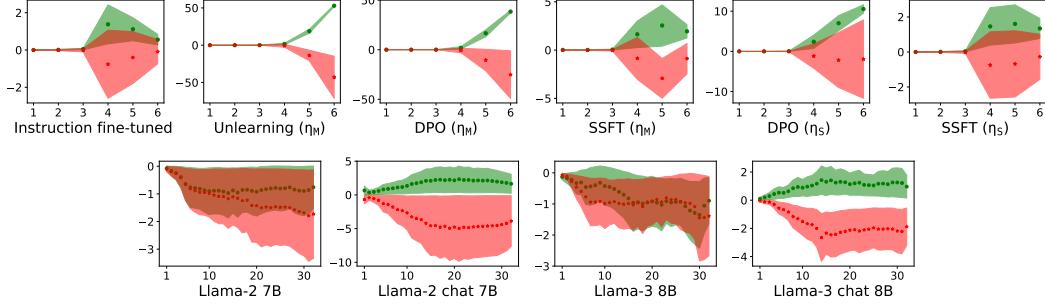 2
0
−2
1 2 3 4 5 6
Instruction fine-tuned
50
0
−50
1 2 3 4 5 6
Unlearning (ηM)
50
0
−50
1 2 3 4 5 6
DPO (ηM)
5
0
−5
1 2 3 4 5 6
SSFT (ηM)
10
0
−10
1 2 3 4 5 6
DPO (ηS)
2
0
−2
1 2 3 4 5 6
SSFT (ηS)
0
−1
−2
−3
1 10 20 30
Llama-2 7B
5
0
−5
−10
1 10 20 30
Llama-2 chat 7B
0
−1
−2
−3
1 10 20 30
Llama-3 8B
2
0
−2
−4
1 10 20 30
Llama-3 chat 8B